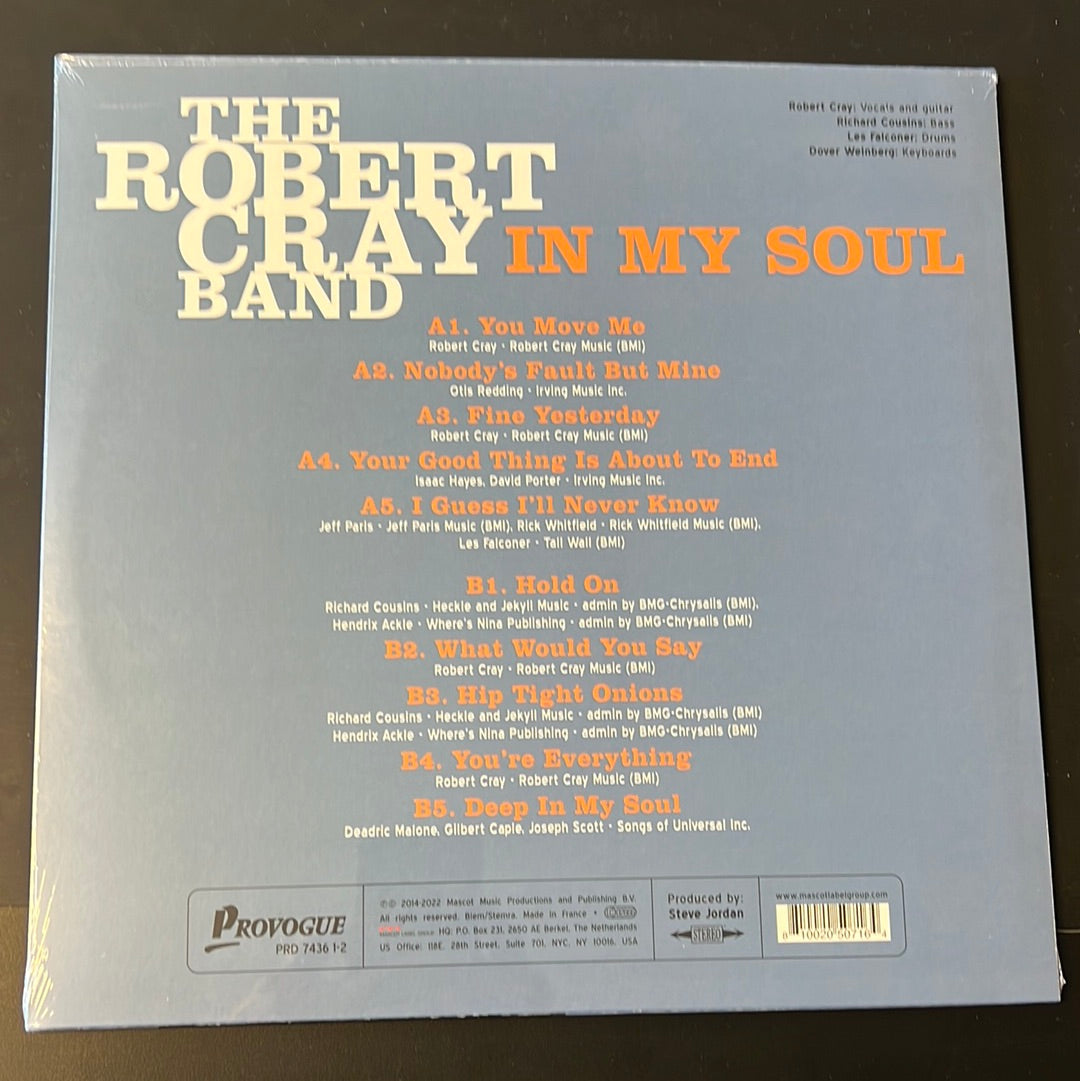 THE
ROBERT
CRAY
BAND
IN MY SOUL
Robert Cray: Vocals and guitar
Richard Cousins: Bass
Les Falconer: Drums
Dover Weinberg: Keyboards
A1. You Move Me
Robert Cray • Robert Cray Music (BMI)
A2. Nobody's Fault But Mine
Otis Redding • Irving Music Inc.
A3. Fine Yesterday
Robert Cray • Robert Cray Music (BMI)
A4. Your Good Thing Is About To End
Isaac Hayes, David Porter • Irving Music Inc.
A5. I Guess I'll Never Know
Jeff Paris • Jeff Paris Music (BMI), Rick Whitfield • Rick Whitfield Music (BMI),
Les Falconer • Tall Wall (BMI)
B1. Hold On
Richard Cousins • Heckle and Jekyll Music • admin by BMG-Chrysalis (BMI),
Hendrix Ackle • Where's Nina Publishing • admin by BMG-Chrysalis (BMI)
B2. What Would You Say
Robert Cray • Robert Cray Music (BMI)
B3. Hip Tight Onions
Richard Cousins • Heckle and Jekyll Music • admin by BMG-Chrysalis (BMI)
Hendrix Ackle • Where's Nina Publishing • admin by BMG-Chrysalis (BMI)
B4. You're Everything
Robert Cray • Robert Cray Music (BMI)
B5. Deep In My Soul
Deadric Malone, Gilbert Caple, Joseph Scott • Songs of Universal Inc.
PROVOGUE
PRD 7436 1-2
℗© 2014-2022 Mascot Music Productions and Publishing B.V.
All rights reserved. Biem/Stemra. Made in France •
HQ: P.O. Box 231, 2650 AE Berkel, The Netherlands
US Office: 118E. 28th Street, Suite 701, NYC, NY 10016, USA
Produced by:
Steve Jordan
STEREO
www.mascotlabelgroup.com
8 10020 50716 4